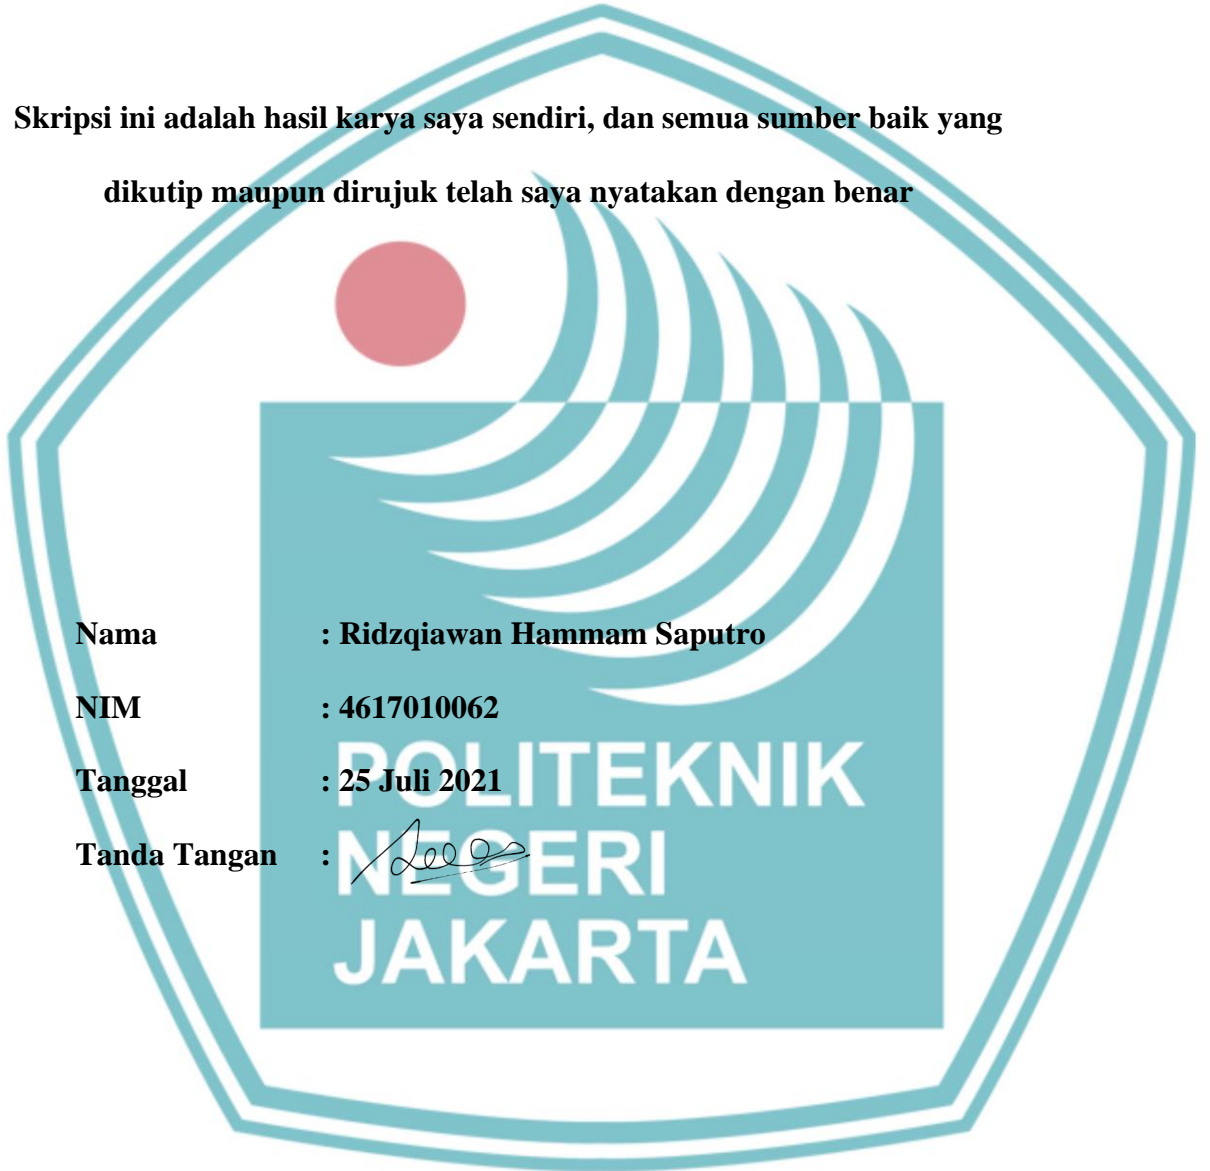 Skripsi ini adalah hasil karya saya sendiri, dan semua sumber baik yang
dikutip maupun dirujuk telah saya nyatakan dengan benar
Nama : Ridzqiawan Hammam Saputro
NIM : 4617010062
Tanggal : 25 Juli 2021
Tanda Tangan :
POLITEKNIK
NEGERI
JAKARTA